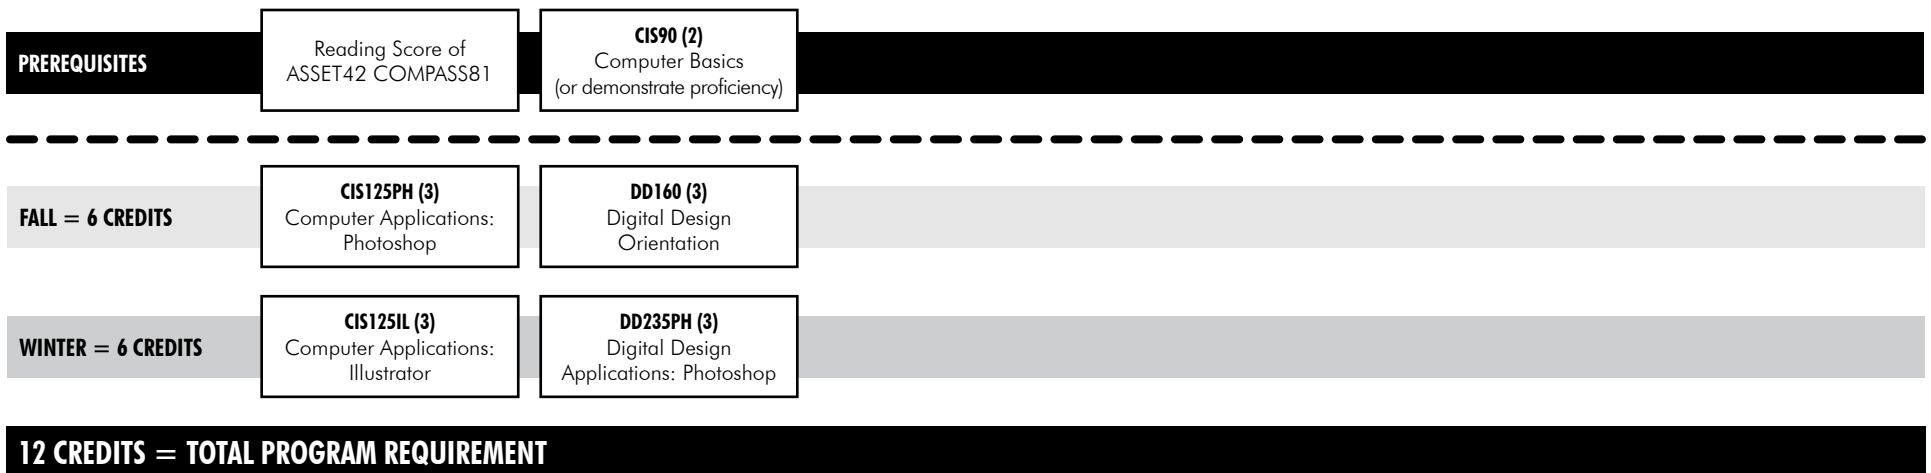 PREREQUISITES
Reading Score of
ASSET42 COMPASS81
CIS90 (2)
Computer Basics
(or demonstrate proficiency)
FALL = 6 CREDITS
CIS125PH (3)
Computer Applications:
Photoshop
DD160 (3)
Digital Design
Orientation
WINTER = 6 CREDITS
CIS125IL (3)
Computer Applications:
Illustrator
DD235PH (3)
Digital Design
Applications: Photoshop
12 CREDITS = TOTAL PROGRAM REQUIREMENT